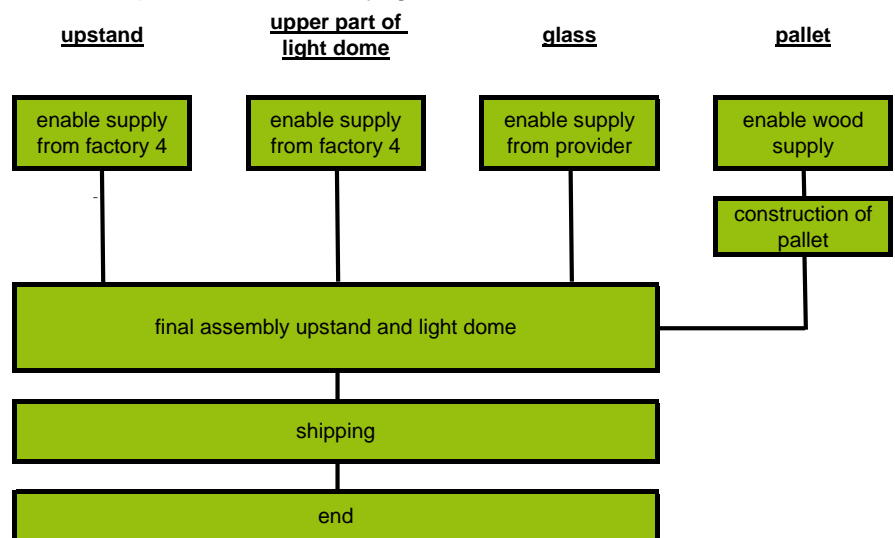 upstand
upper part of
light dome
glass
pallet
enable supply
from factory 4
enable supply
from factory 4
enable supply
from provider
enable wood
supply
construction of
pallet
final assembly upstand and light dome
shipping
end